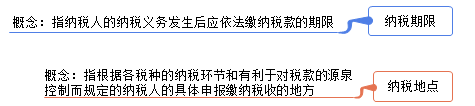 概念：指纳税人的纳税义务发生后应依法缴纳税款的期限
纳税期限
概念：指根据各税种的纳税环节和有利于对税款的源泉
控制而规定的纳税人的具体申报缴纳税收的地方
纳税地点